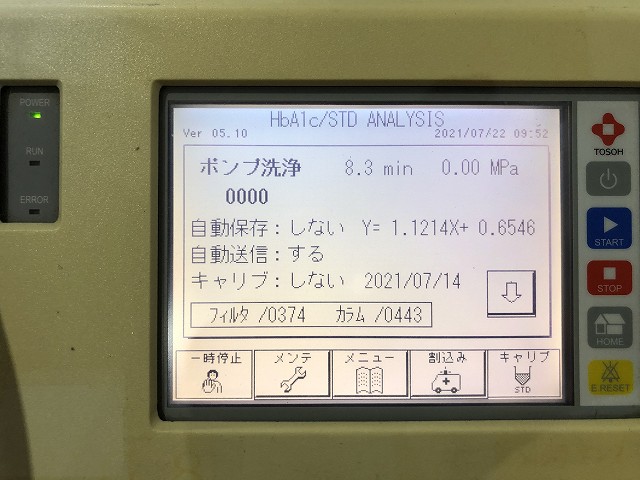 POWER
RUN
ERROR
HbA1c/STD ANALYSIS
Ver 05.10 2021/07/22 09:52
ポンプ洗浄 8.3 min 0.00 MPa
0000
自動保存：しない Y= 1.1214X+ 0.6546
自動送信：する
キャリブ：しない 2021/07/14
フィルタ /0374 カラム /0443
一時停止
メンテ
メニュー
割込み
キャリブ
STD
TOSOH
START
STOP
HOME
E.RESET